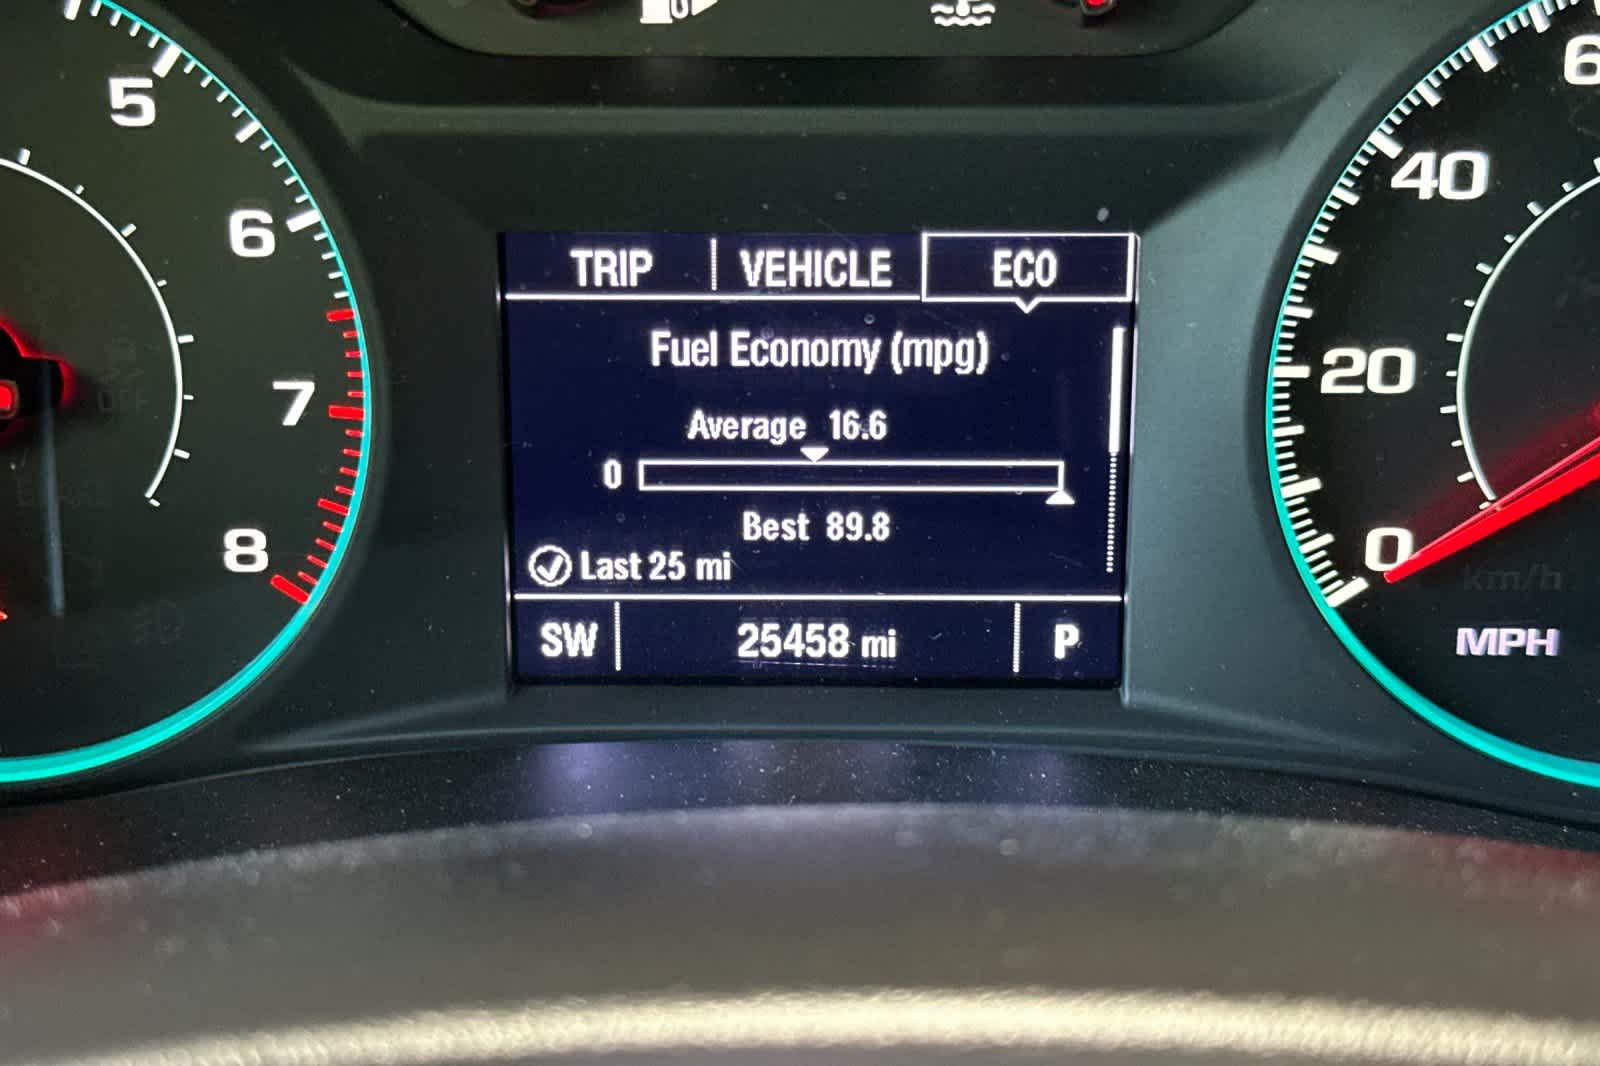 5
6
7
8
TRIP VEHICLE ECO
Fuel Economy (mpg)
Average 16.6
0
Best 89.8
Last 25 mi
SW 25458 mi P
6
40
20
0
km/h
MPH